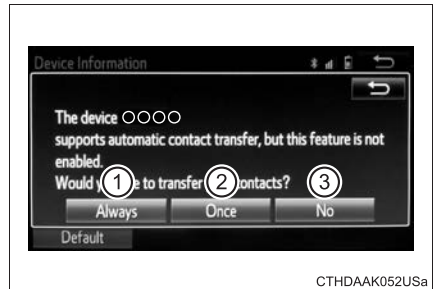 Device Information
The device ○○○○
supports automatic contact transfer, but this feature is not
enabled.
Would to transfer contacts?
1 2 3
Always Once No
Default
CTHDAAK052USa